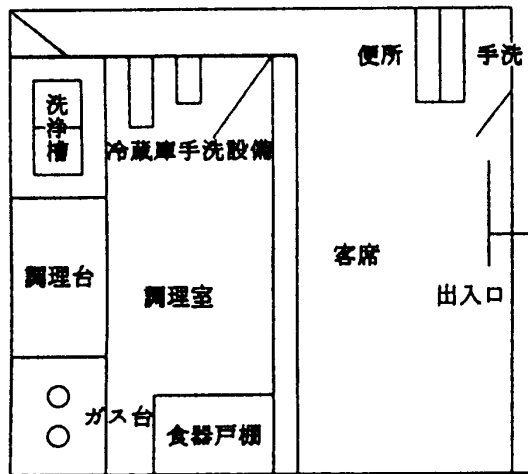 便所
手洗
洗浄槽
冷蔵庫手洗設備
調理台
調理室
客席
出入口
ガス台
食器戸棚